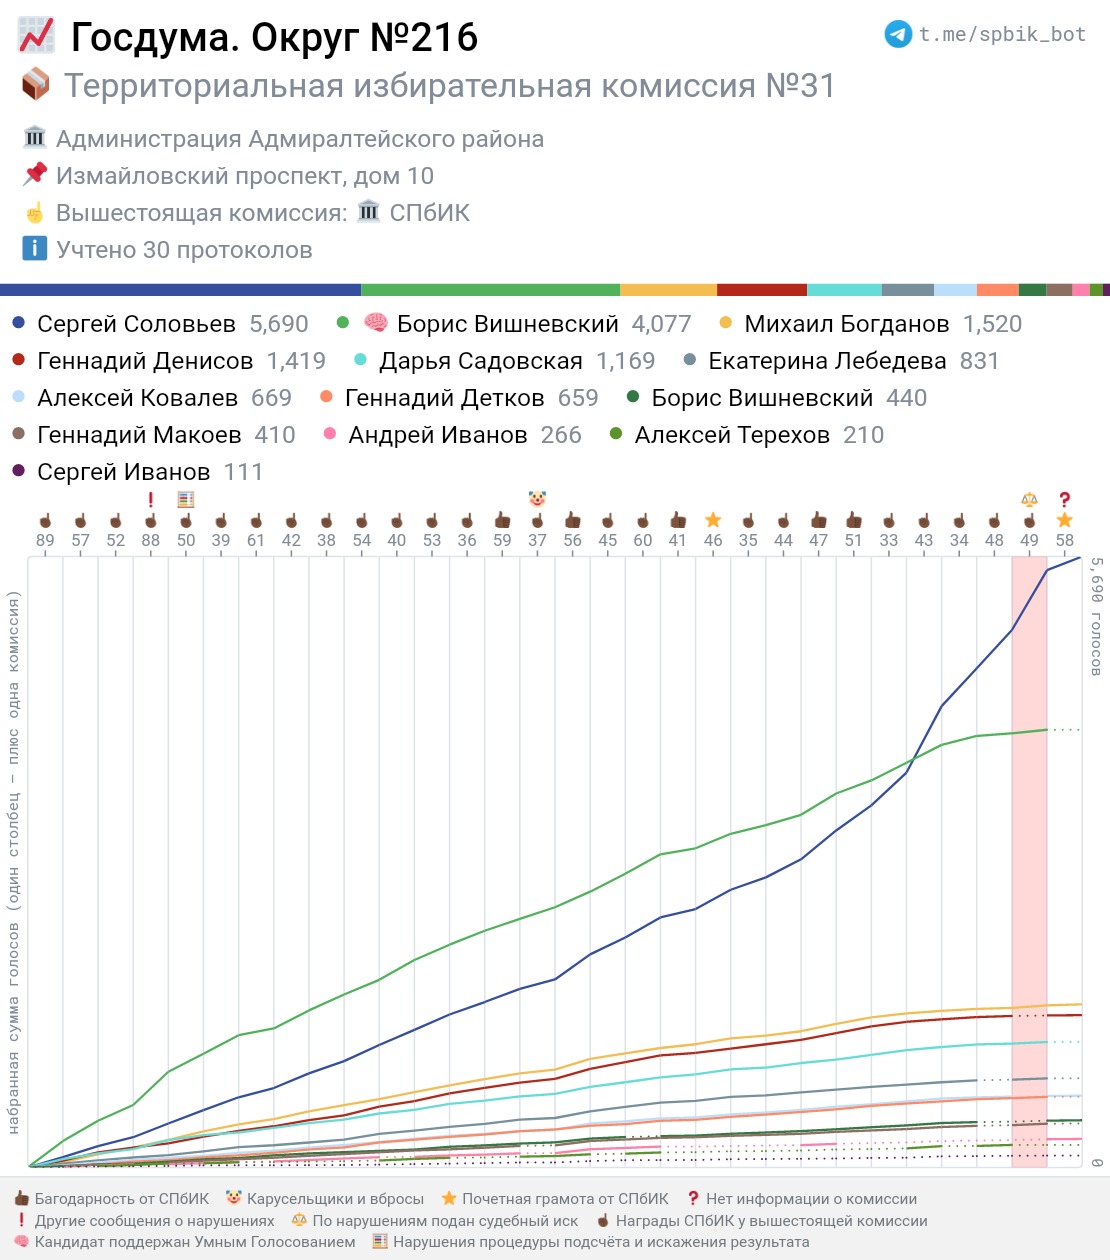 Госдума. Округ №216
t.me/spbik_bot
Территориальная избирательная комиссия №31
Администрация Адмиралтейского района
Измайловский проспект, дом 10
Вышестоящая комиссия: СПбИК
Учтено 30 протоколов
Сергей Соловьев 5,690 Борис Вишневский 4,077 Михаил Богданов 1,520
Геннадий Денисов 1,419 Дарья Садовская 1,169 Екатерина Лебедева 831
Алексей Ковалев 669 Геннадий Детков 659 Борис Вишневский 440
Геннадий Макоев 410 Андрей Иванов 266 Алексей Терехов 210
Сергей Иванов 111
89 57 52 88 50 39 61 42 38 54 40 53 36 59 37 56 45 60 41 46 35 44 47 51 33 43 34 48 49 58
набранная сумма голосов (один столбец – плюс одна комиссия)
5,690 голосов
0
Багодарность от СПбИК Карусельщики и вбросы Почетная грамота от СПбИК Нет информации о комиссии
Другие сообщения о нарушениях По нарушениям подан судебный иск Награды СПбИК у вышестоящей комиссии
Кандидат поддержан Умным Голосованием Нарушения процедуры подсчёта и искажения результата